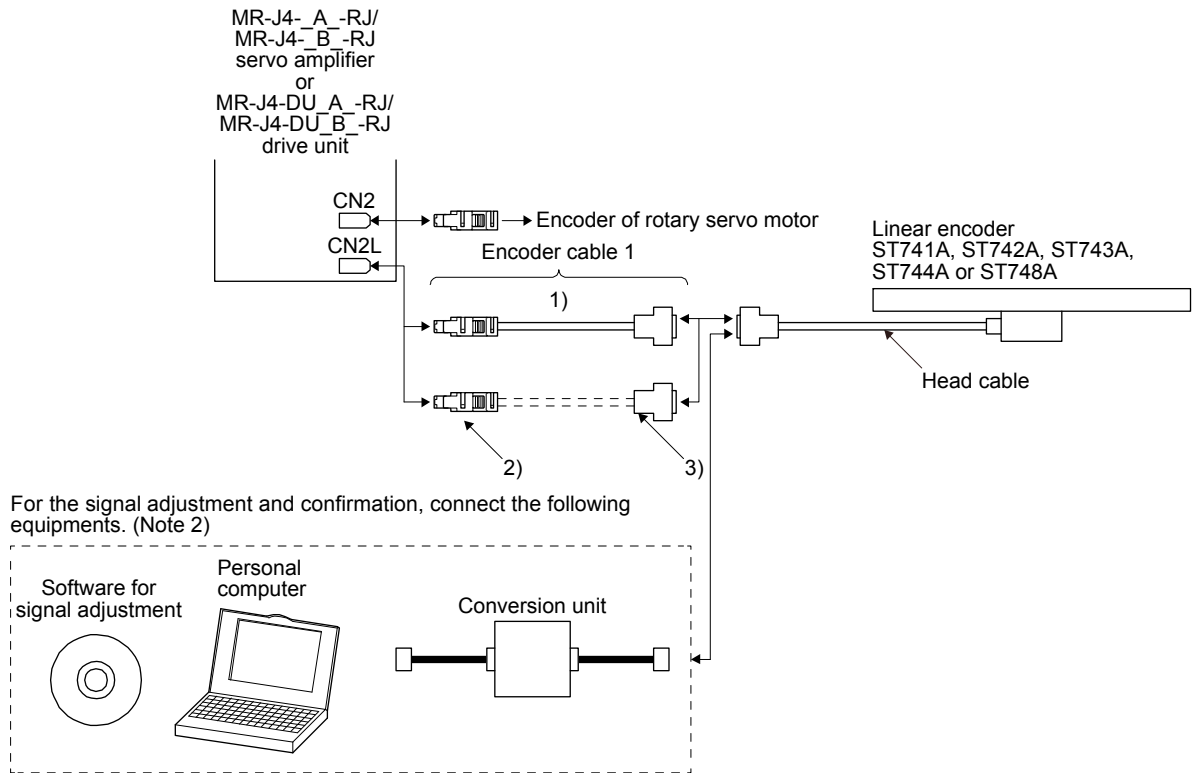 MR-J4-_A_-RJ/
MR-J4-_B_-RJ
servo amplifier
or
MR-J4-DU_A_-RJ/
MR-J4-DU_B_-RJ
drive unit
CN2
Encoder of rotary servo motor
CN2L
Encoder cable 1
1)
Linear encoder
ST741A, ST742A, ST743A,
ST744A or ST748A
Head cable
2)
3)
For the signal adjustment and confirmation, connect the following
equipments. (Note 2)
Software for
signal adjustment
Personal
computer
Conversion unit